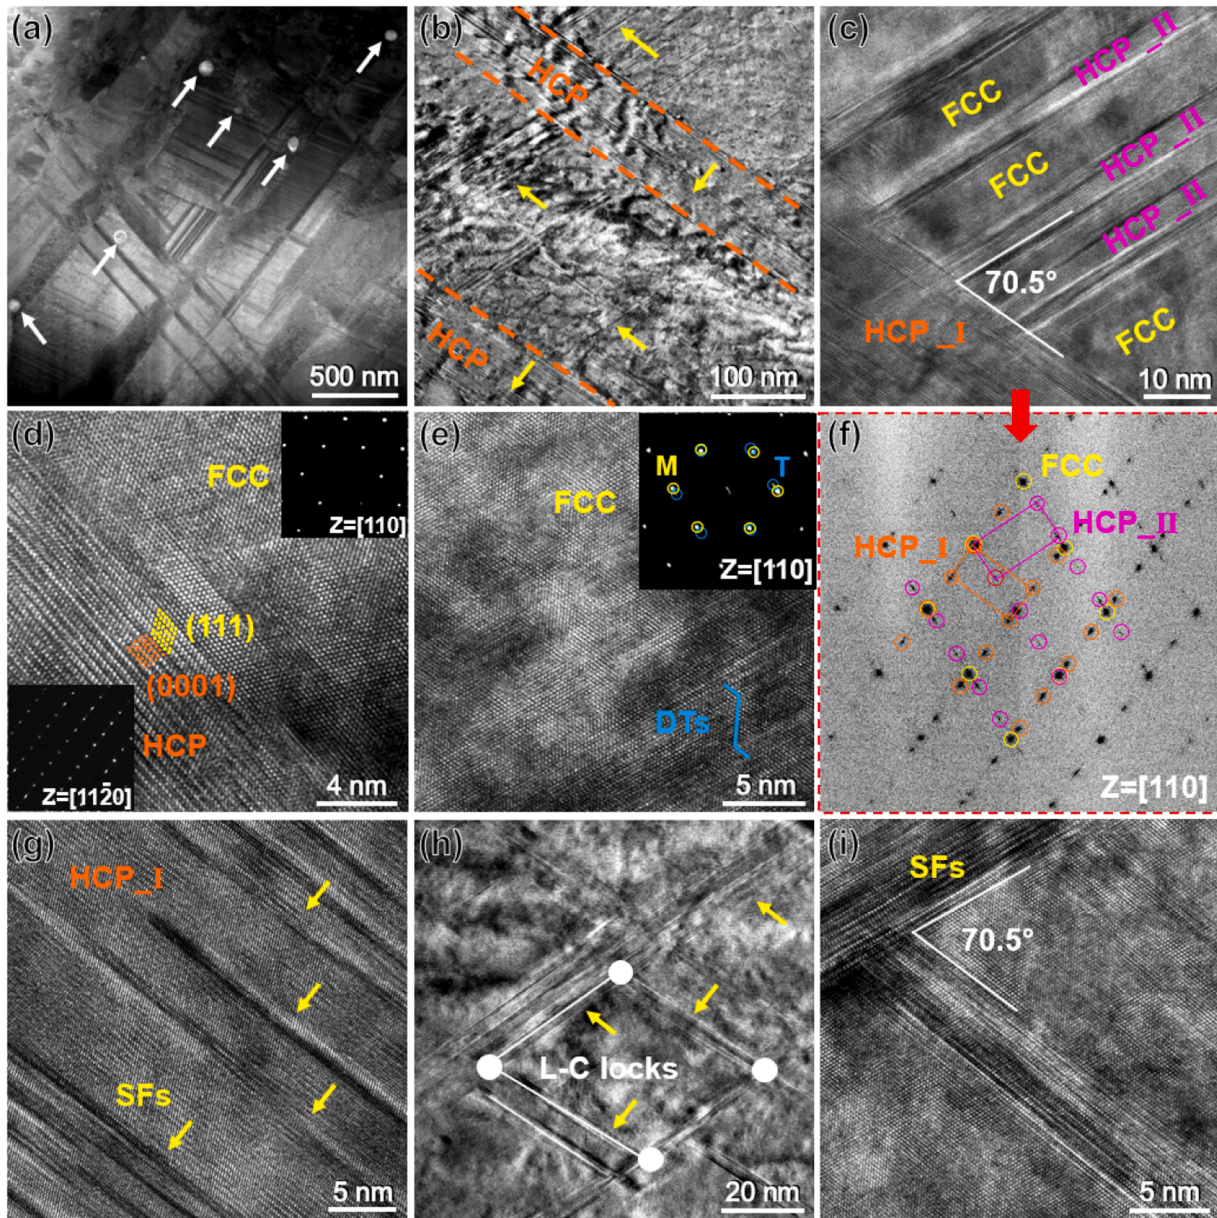 (a)
500 nm
(b)
HCP
HCP
100 nm
(c)
HCP_II
FCC
HCP_II
FCC
HCP_II
70.5°
FCC
HCP_I
10 nm
(d)
FCC
Z=[110]
(111)
(0001)
HCP
Z=[112̄0]
4 nm
(e)
FCC
M
T
Z=[110]
DTs
5 nm
(f)
FCC
HCP_II
HCP_I
Z=[110]
(g)
HCP_I
SFs
5 nm
(h)
L-C locks
20 nm
(i)
SFs
70.5°
5 nm